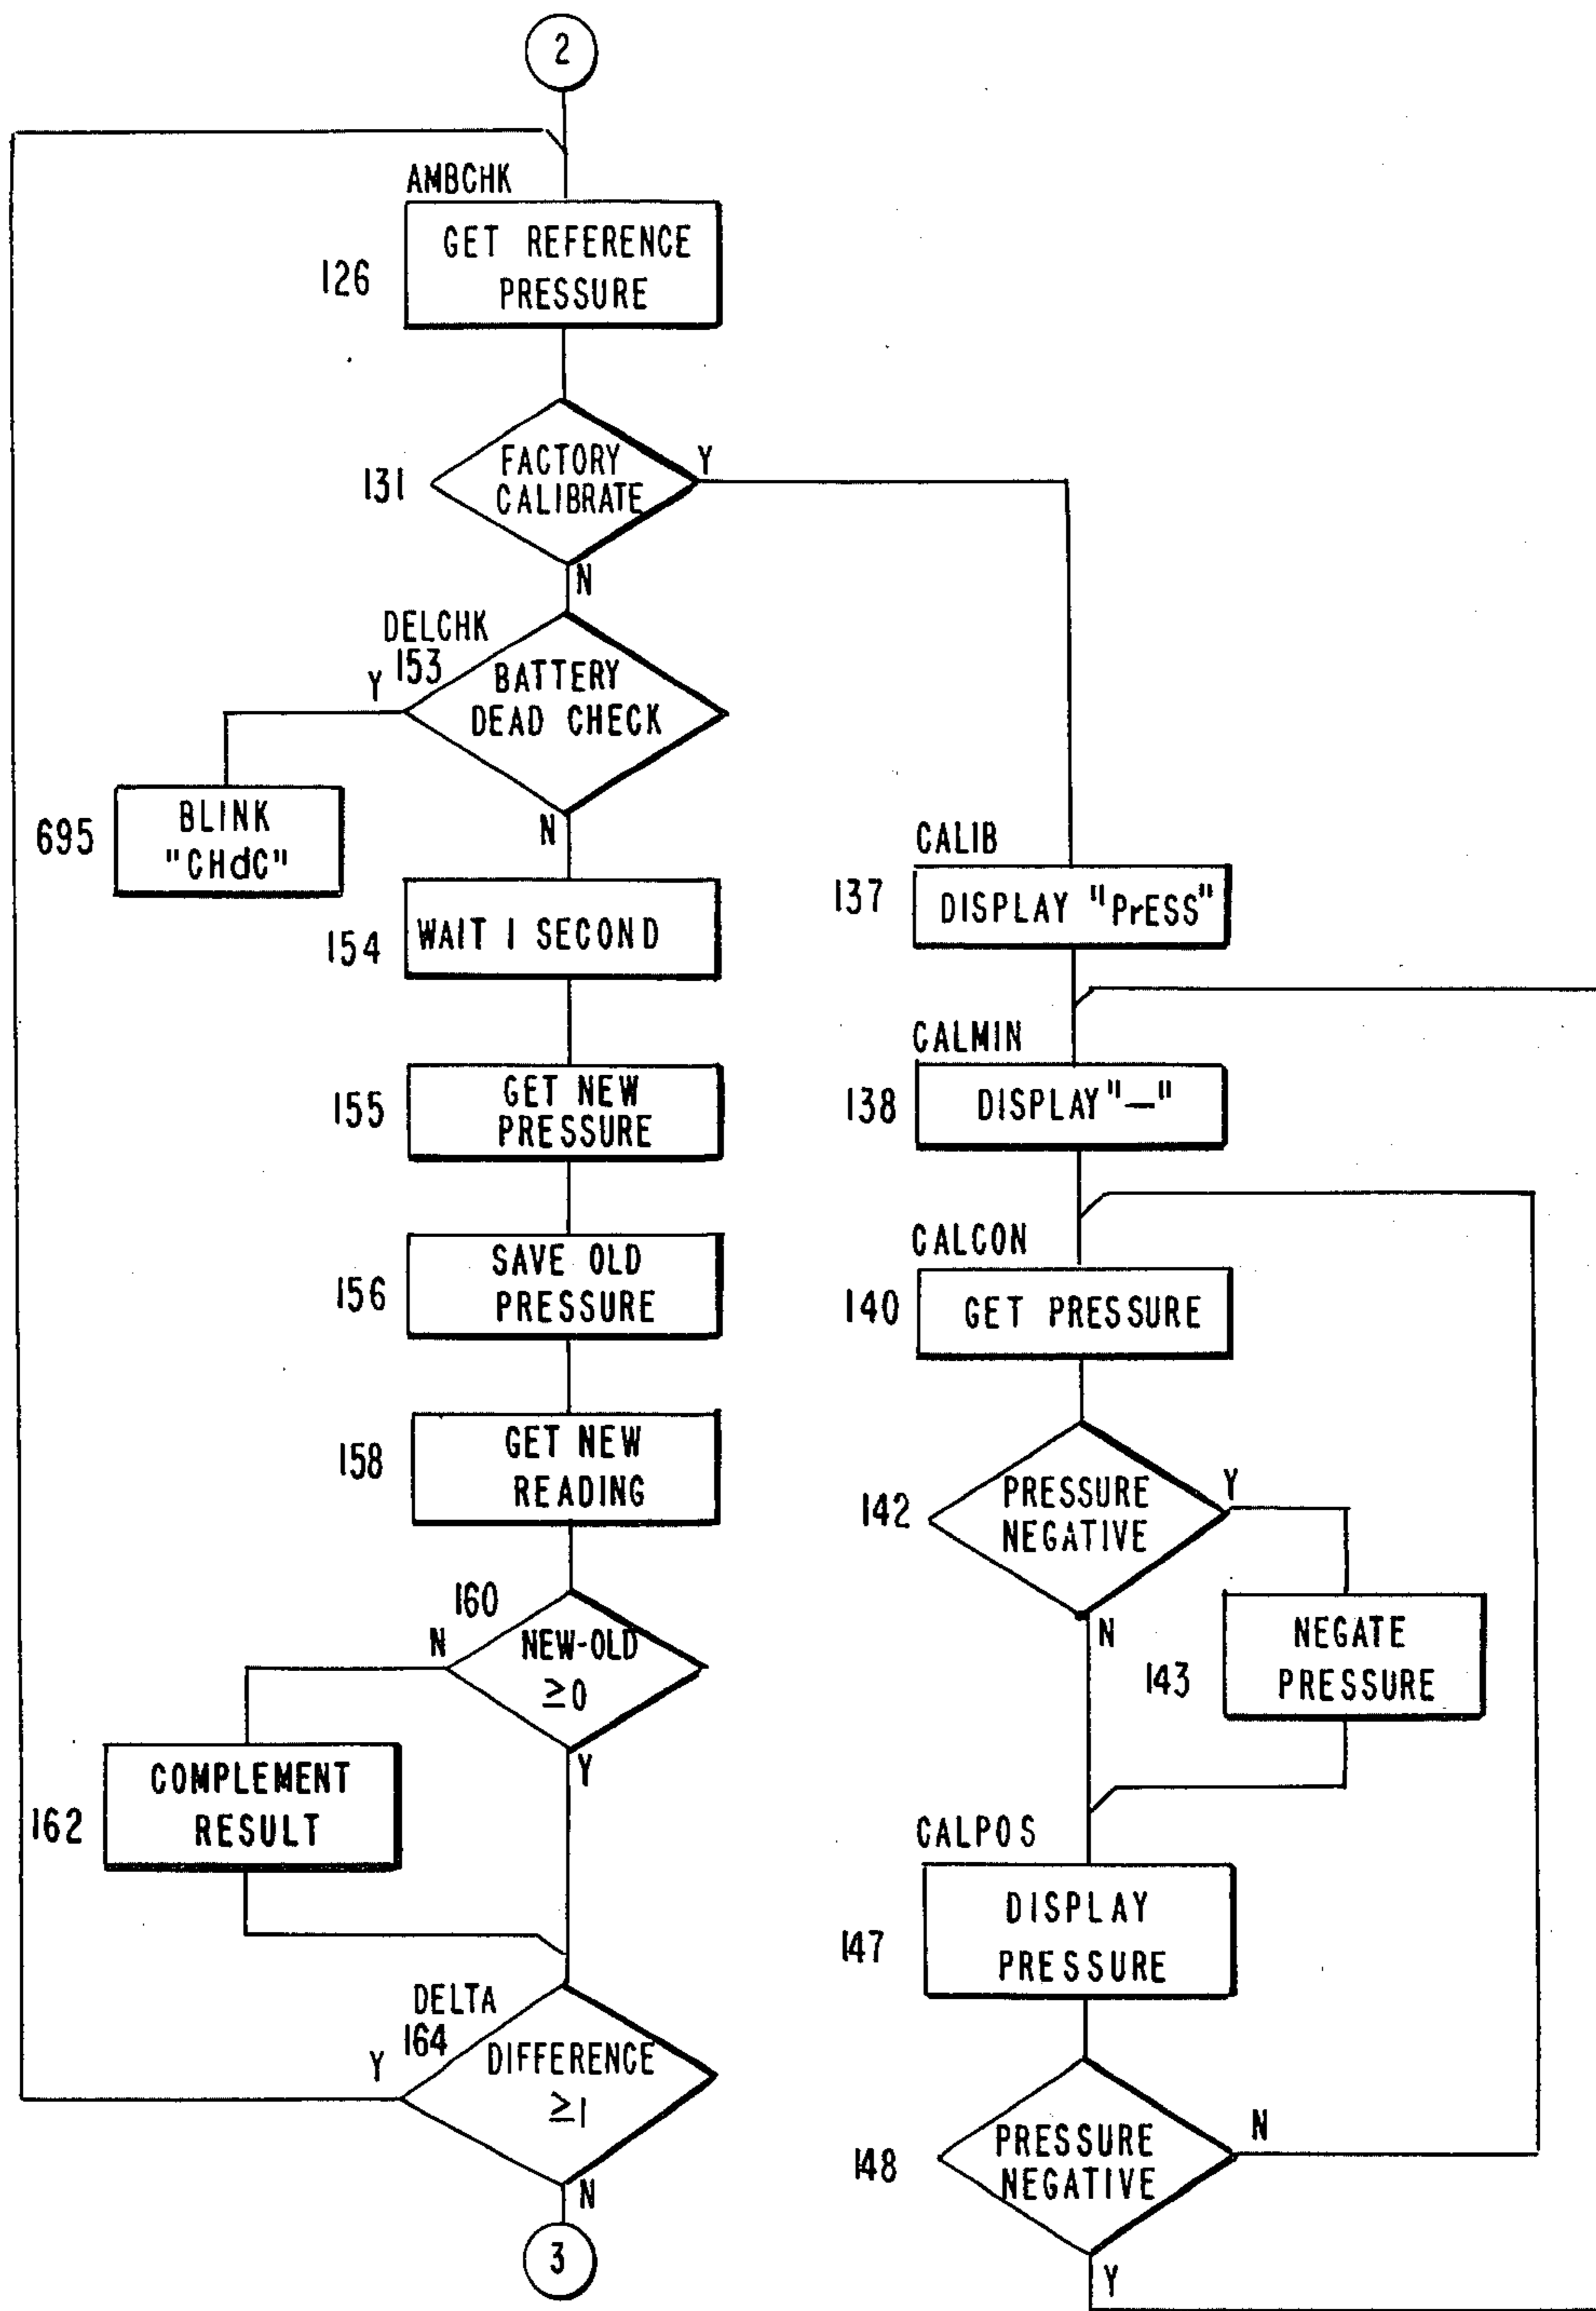 2
AMBCHK
GET REFERENCE
PRESSURE
126
FACTORY
CALIBRATE
131
Y
N
DELCHK
153
BATTERY
DEAD CHECK
Y
N
BLINK
"CHdC"
695
WAIT 1 SECOND
154
GET NEW
PRESSURE
155
SAVE OLD
PRESSURE
156
GET NEW
READING
158
160
NEW-OLD
≥0
N
Y
COMPLEMENT
RESULT
162
DELTA
164
DIFFERENCE
≥1
Y
N
3
CALIB
137
DISPLAY "PrESS"
CALMIN
138
DISPLAY "—"
CALCON
140
GET PRESSURE
142
PRESSURE
NEGATIVE
Y
N
NEGATE
PRESSURE
143
CALPOS
DISPLAY
PRESSURE
147
PRESSURE
NEGATIVE
148
N
Y